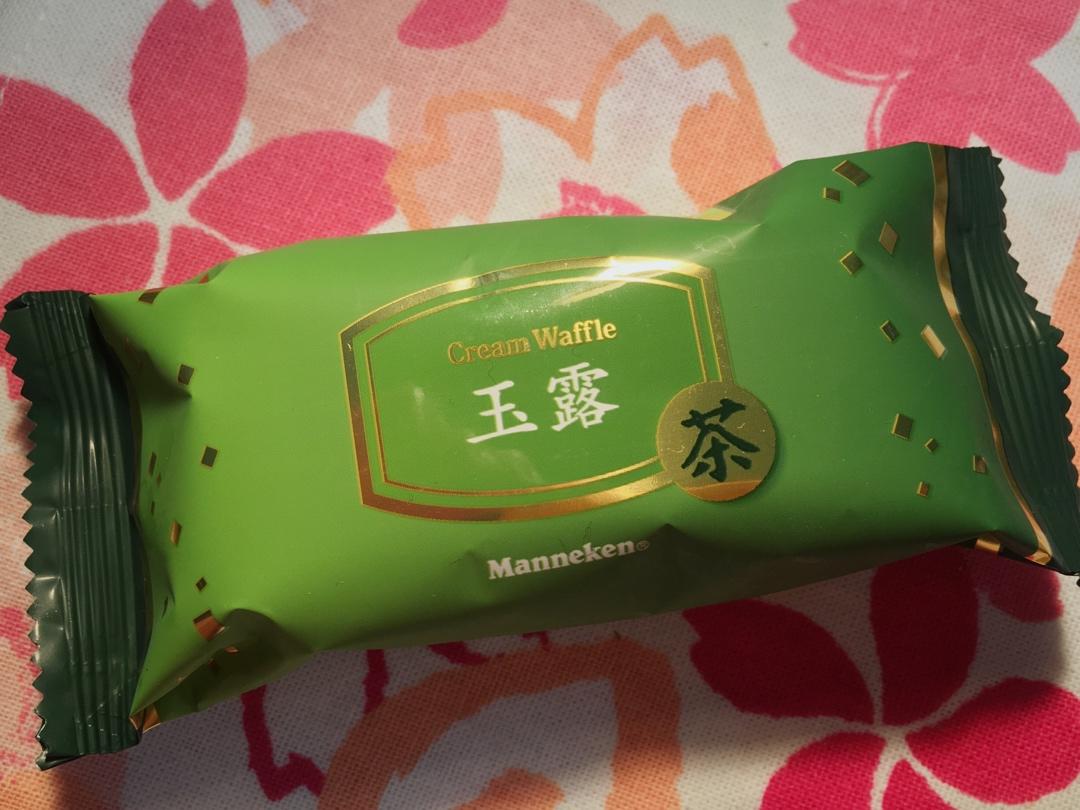 Cream Waffle
玉露
茶
Manneken®